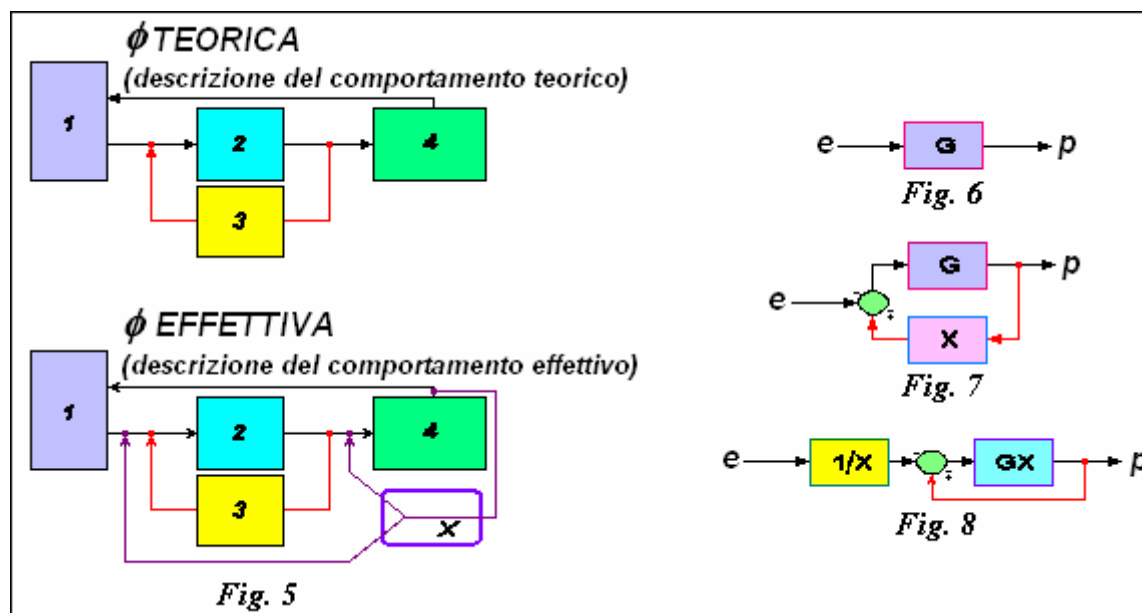 ϕ TEORICA
(descrizione del comportamento teorico)
1
2
4
3
ϕ EFFETTIVA
(descrizione del comportamento effettivo)
1
2
4
3
X
Fig. 5
e G p
Fig. 6
G
e - + p
X
Fig. 7
e 1/X - + GX p
Fig. 8